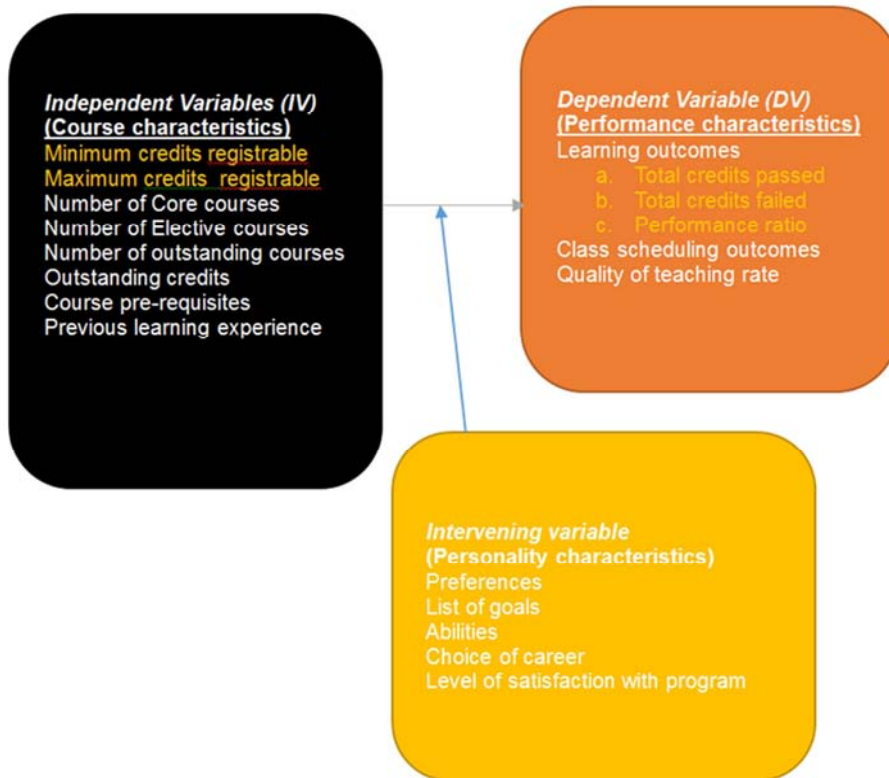 Independent Variables (IV)
(Course characteristics)
Minimum credits registrable
Maximum credits registrable
Number of Core courses
Number of Elective courses
Number of outstanding courses
Outstanding credits
Course pre-requisites
Previous learning experience
Dependent Variable (DV)
(Performance characteristics)
Learning outcomes
a. Total credits passed
b. Total credits failed
c. Performance ratio
Class scheduling outcomes
Quality of teaching rate
Intervening variable
(Personality characteristics)
Preferences
List of goals
Abilities
Choice of career
Level of satisfaction with program